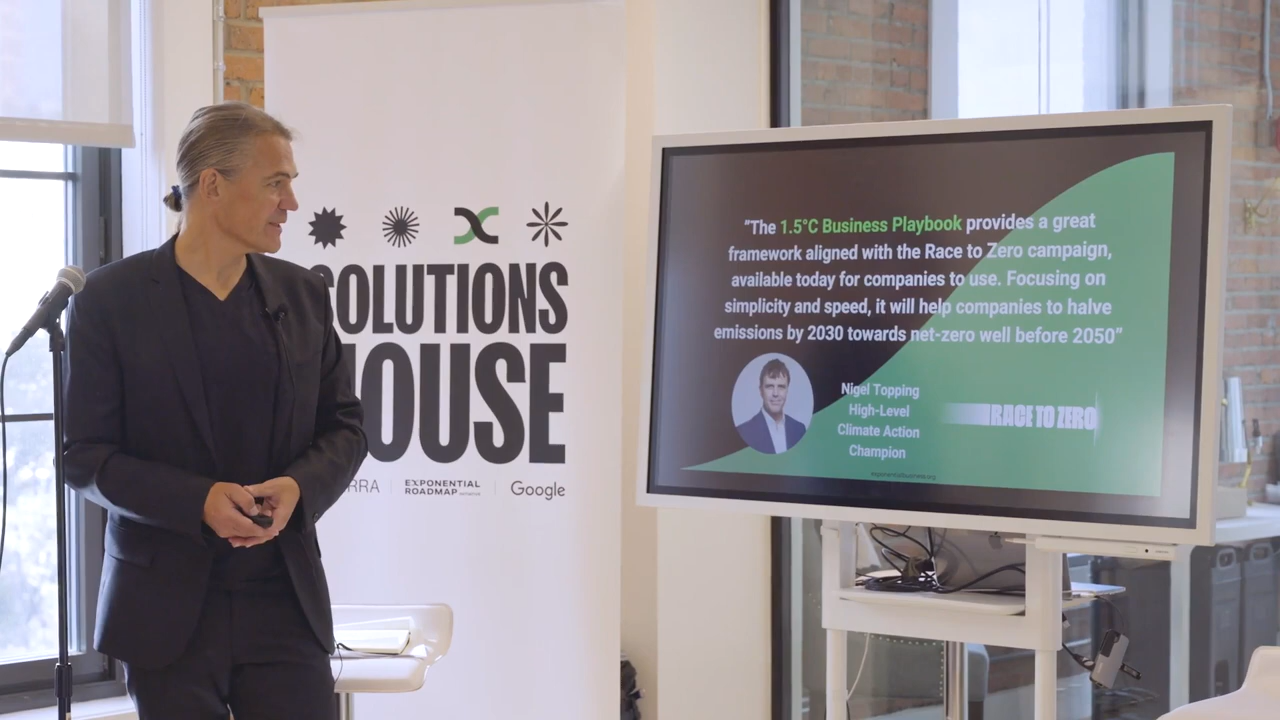 SOLUTIONS
HOUSE
EXPONENTIAL
ROADMAP
Google
"The 1.5°C Business Playbook provides a great
framework aligned with the Race to Zero campaign,
available today for companies to use. Focusing on
simplicity and speed, it will help companies to halve
emissions by 2030 towards net-zero well before 2050"
Nigel Topping
High-Level
Climate Action
Champion
RACE TO ZERO
exponentialbusiness.org